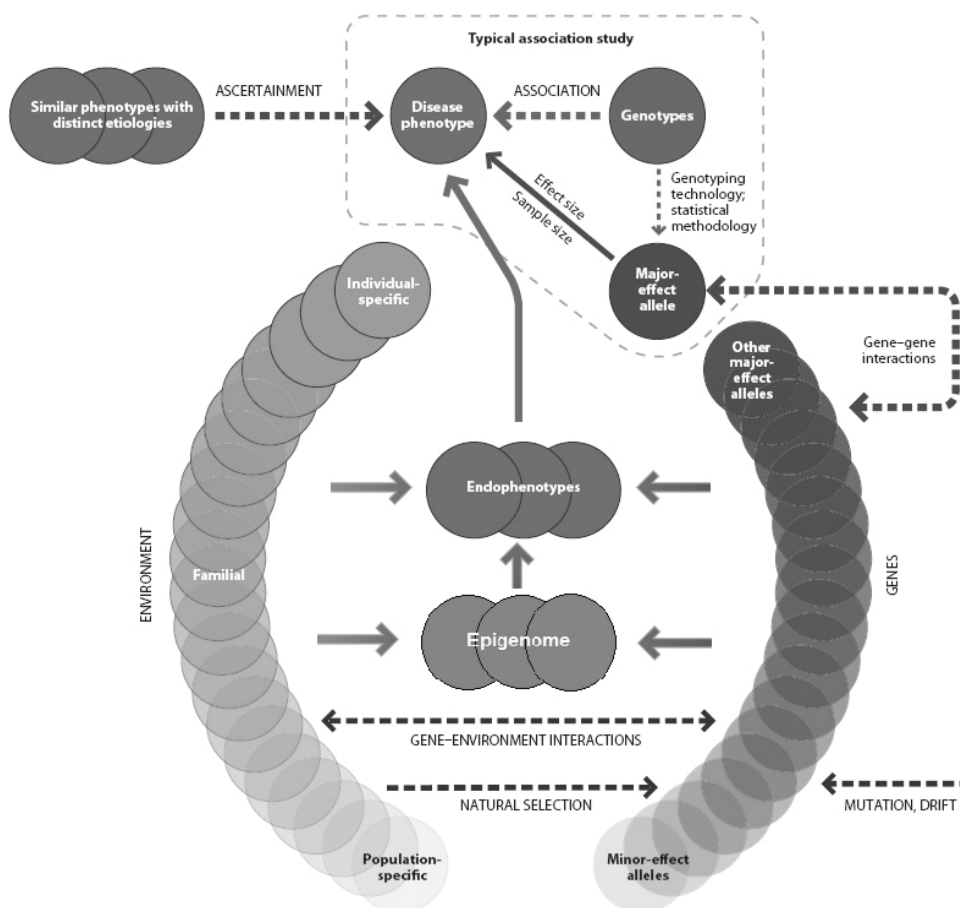 Typical association study
Similar phenotypes with
distinct etiologies
ASCERTAINMENT
Disease
phenotype
ASSOCIATION
Genotypes
Genotyping
technology;
statistical
methodology
Effect size
Sample size
Individual-
specific
Major-
effect
allele
Gene–gene
interactions
Other
major-
effect
alleles
Endophenotypes
ENVIRONMENT
Familial
GENES
Epigenome
GENE–ENVIRONMENT INTERACTIONS
NATURAL SELECTION
MUTATION, DRIFT
Population-
specific
Minor-effect
alleles